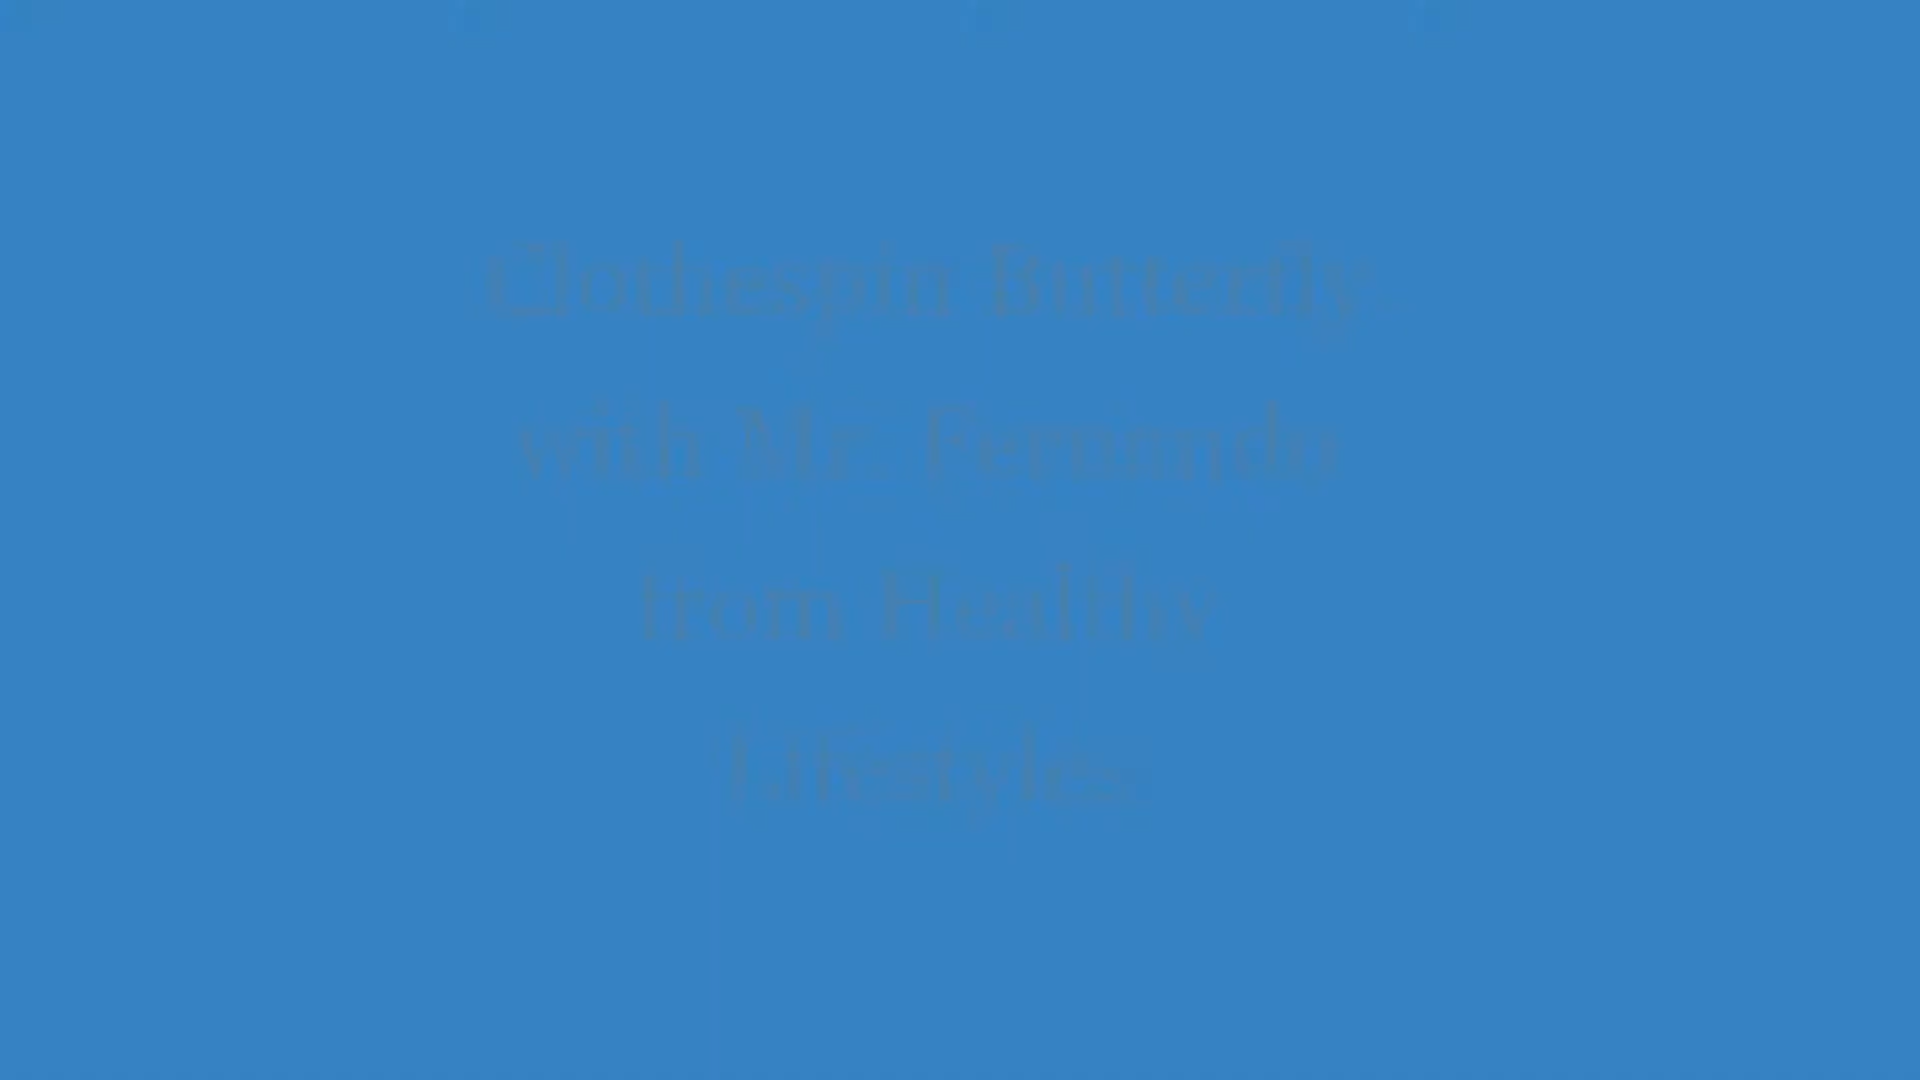 Clothespin Butterfly
with Mr. Fernando
from Healthy
Lifestyles